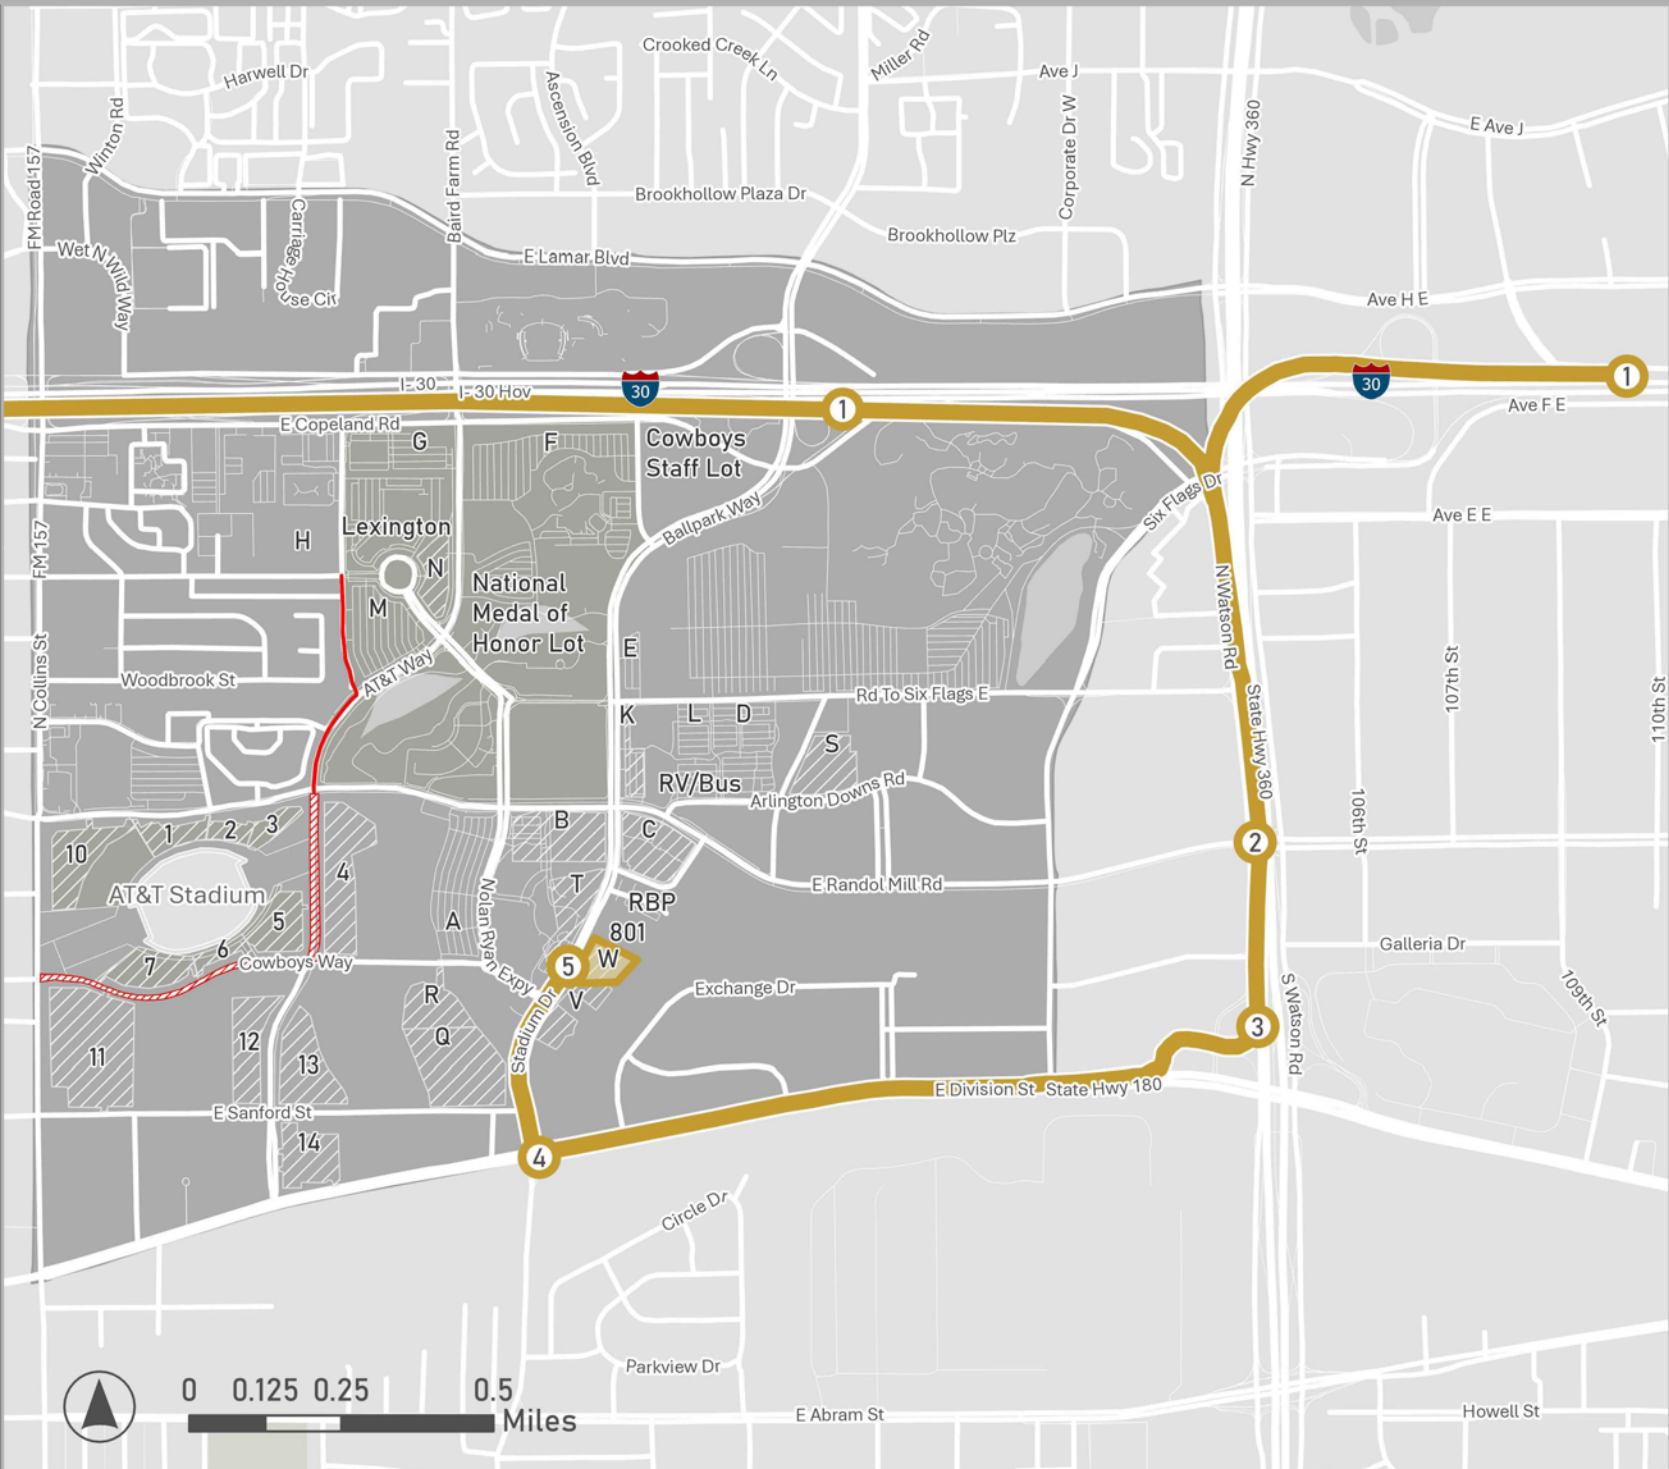 Crooked Creek Ln
Miller Rd
Harwell Dr
Ave J
Winton Rd
Ascension Blvd
Corporate Dr W
N Hwy 360
E Ave J
FM Road 157
Baird Farm Rd
Brookhollow Plaza Dr
Carriage House Cir
Wet N Wild Way
Brookhollow Plz
E Lamar Blvd
Ave H E
I-30
I-30 Hov
30
1
30
1
Ave F E
E Copeland Rd
G
F
Cowboys
Staff Lot
Six Flags Dr
Ballpark Way
Ave E E
FM 157
H
Lexington
N
M
National
Medal of
Honor Lot
E
N Watson Rd
N Collins St
Woodbrook St
AT&T Way
Rd To Six Flags E
State Hwy 360
107th St
110th St
K
L
D
S
RV/Bus
Arlington Downs Rd
106th St
B
C
1
2
3
10
4
2
AT&T Stadium
T
E Randol Mill Rd
RBP
5
A
Nolan Ryan Expy
801
6
7
Cowboys Way
5
W
Galleria Dr
R
V
Exchange Dr
109th St
Q
Stadium Dr
3
S Watson Rd
11
12
13
E Division St
State Hwy 180
E Sanford St
14
4
Circle Dr
Parkview Dr
0 0.125 0.25 0.5
Miles
E Abram St
Howell St